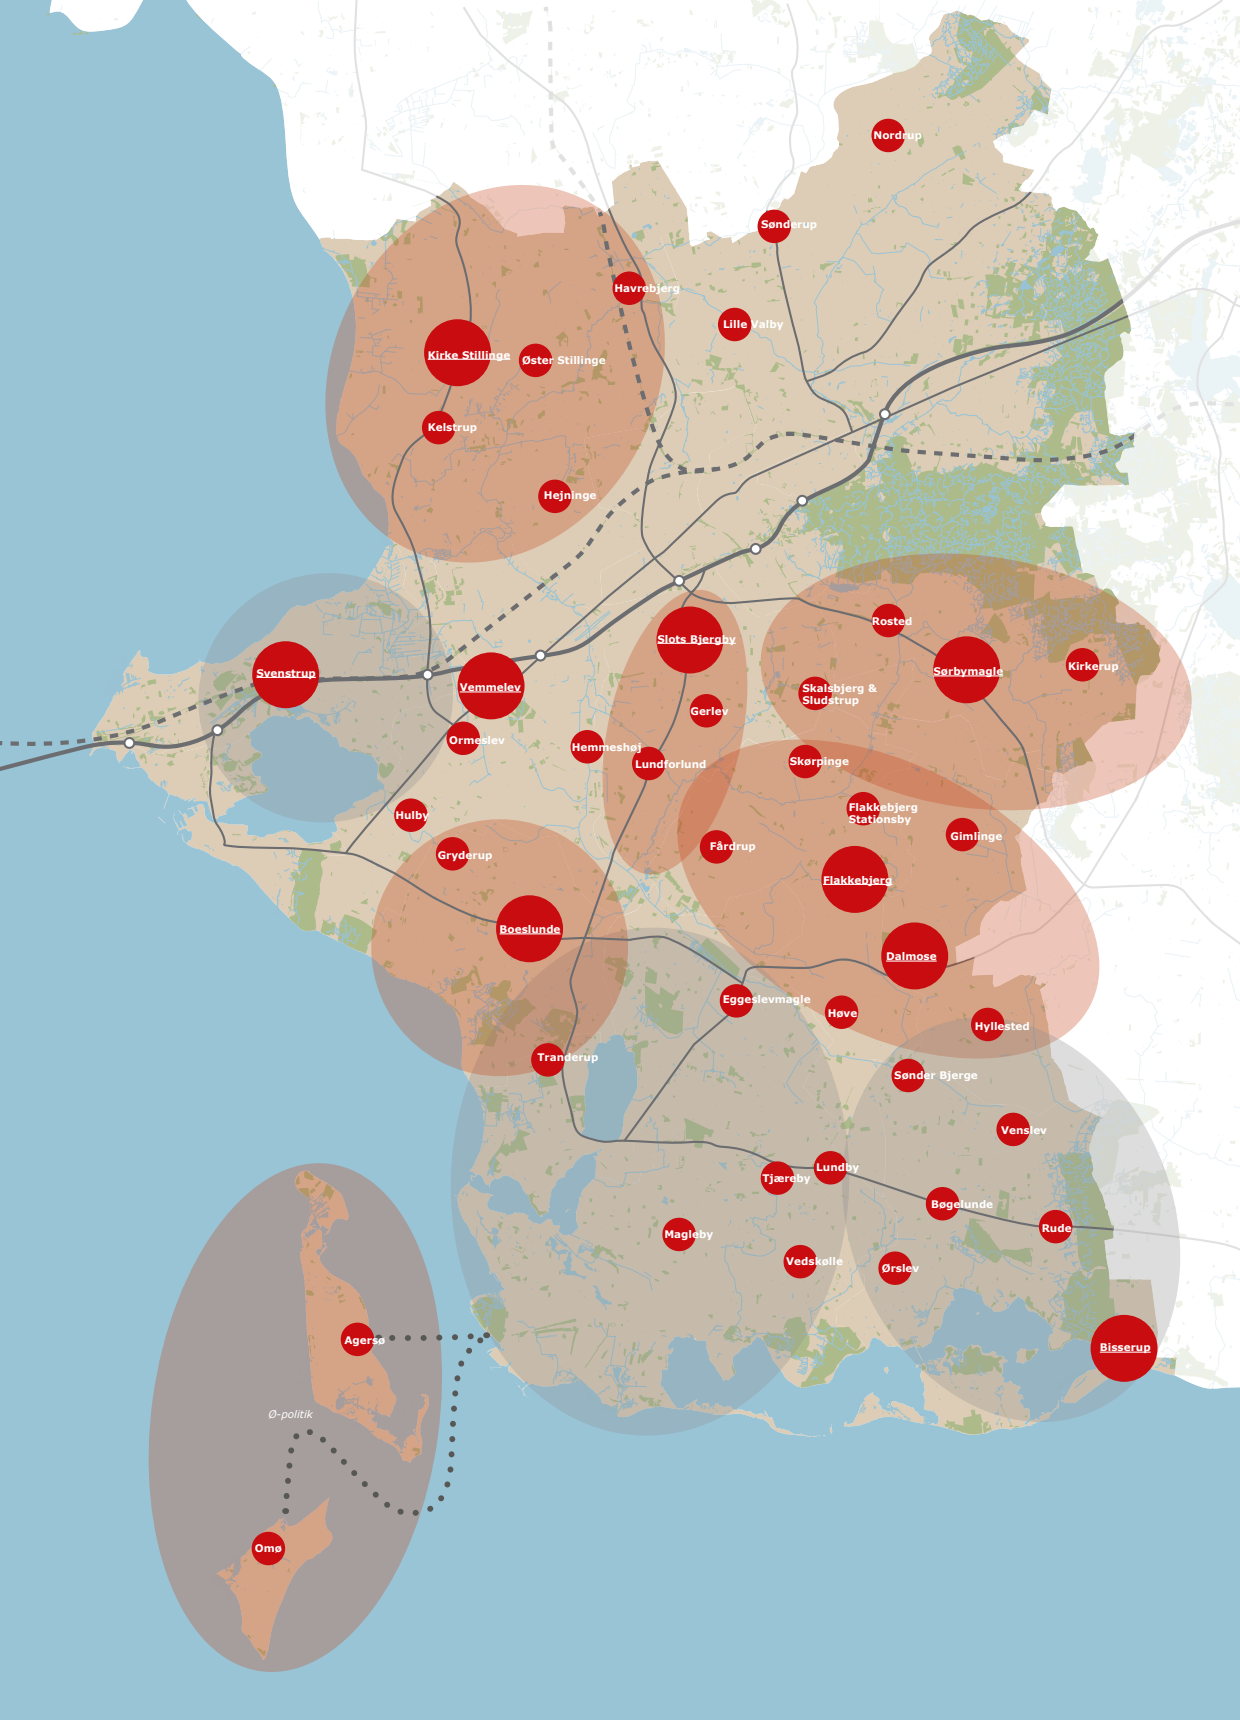 Nordrup
Sønderup
Havrebjerg
Lille Valby
Kirke Stillinge
Øster Stillinge
Kelstrup
Hejninge
Rosted
Slots Bjergby
Kirkerup
Sørbymagle
Svenstrup
Vemmelev
Skalsbjerg &
Sludstrup
Gerlev
Ormeslev
Hemmeshøj
Lundforlund
Skørpinge
Flakkebjerg
Stationsby
Hulby
Gimlinge
Fårdrup
Gryderup
Flakkebjerg
Boeslunde
Dalmose
Eggeslevmagle
Høve
Hyllested
Tranderup
Sønder Bjerge
Venslev
Lundby
Tjæreby
Bøgelunde
Rude
Magleby
Vedskølle
Ørslev
Agersø
Bisserup
Ø-politik
Omø